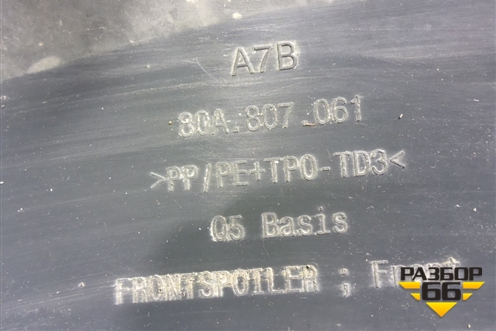 A7B
80A.807.061
>PP/PE+TPO-TD3<
Q5 Basis
FRONTSPOILER ; Front
РАЗБОР
66